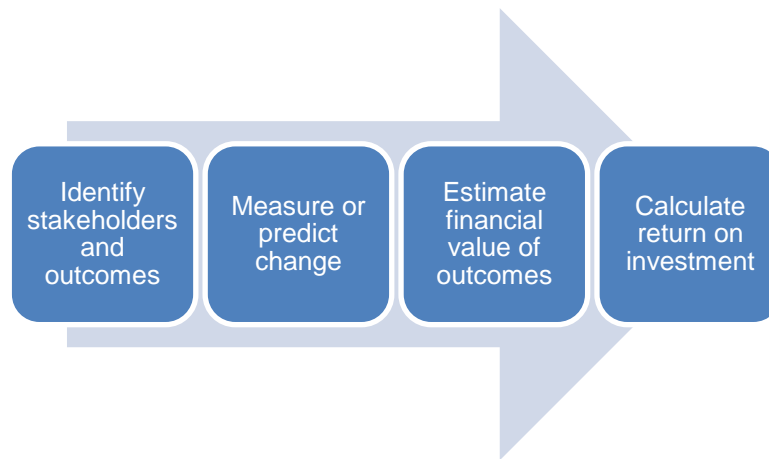 Identify
stakeholders
and
outcomes
Measure or
predict
change
Estimate
financial
value of
outcomes
Calculate
return on
investment